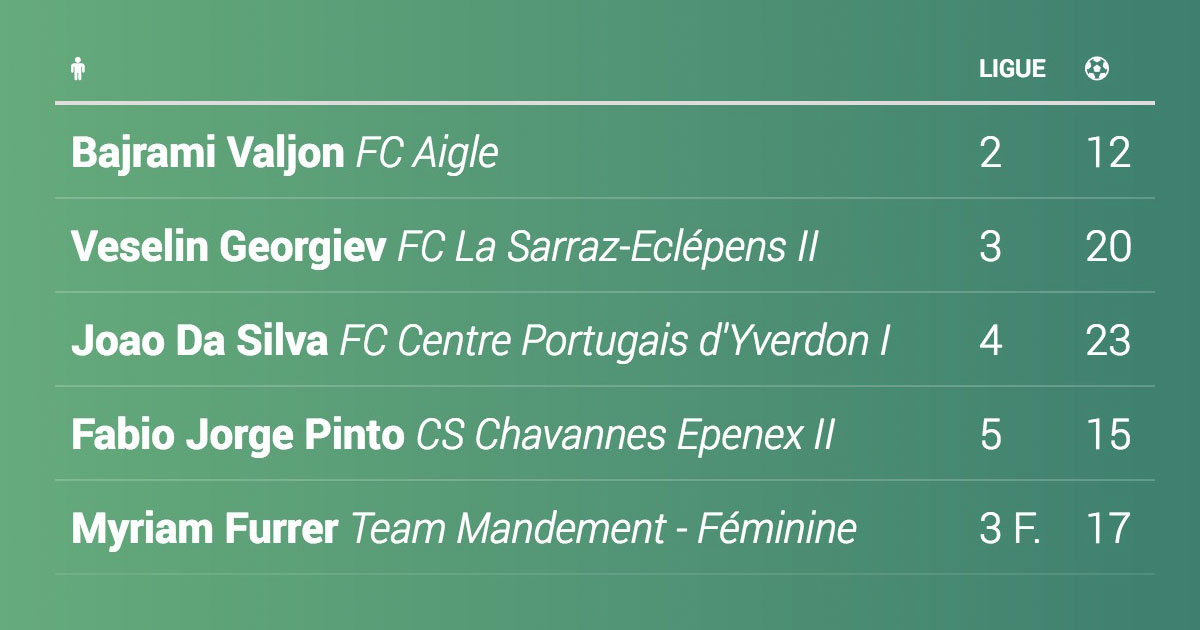 LIGUE
Bajrami Valjon FC Aigle 2 12
Veselin Georgiev FC La Sarraz-Eclépens II 3 20
Joao Da Silva FC Centre Portugais d'Yverdon I 4 23
Fabio Jorge Pinto CS Chavannes Epenex II 5 15
Myriam Furrer Team Mandement - Féminine 3 F. 17